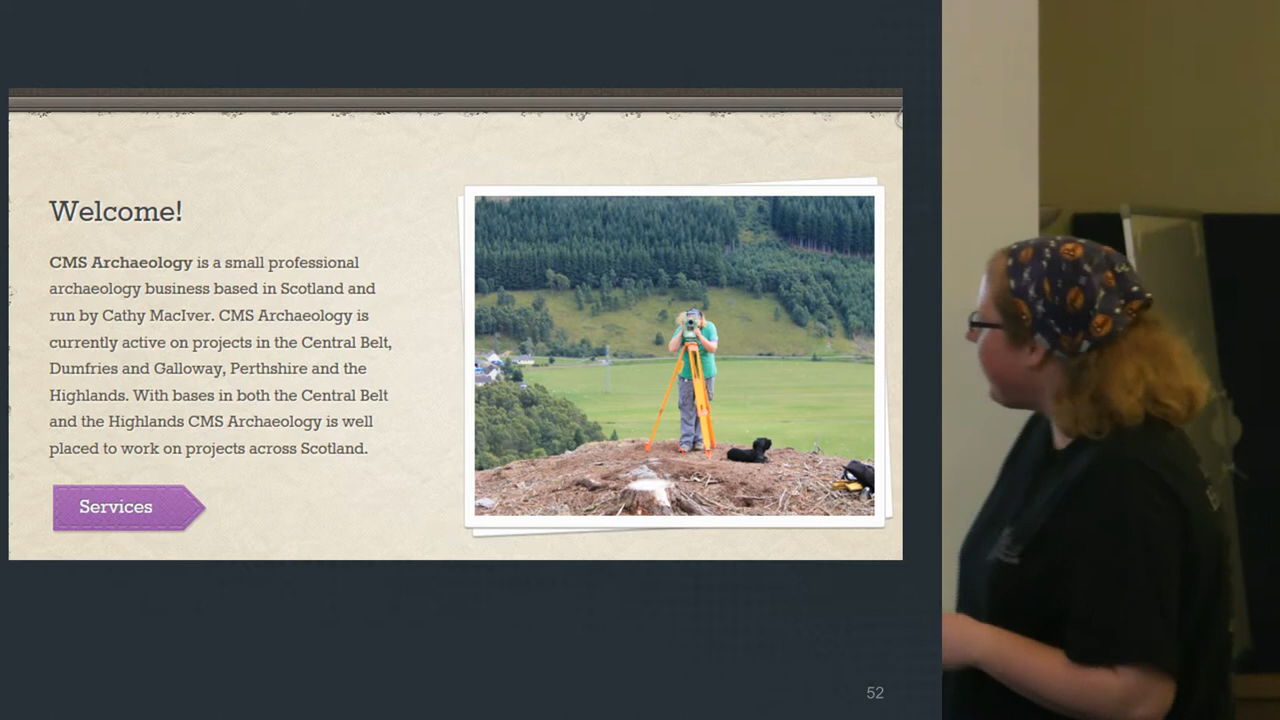 Welcome!
CMS Archaeology is a small professional
archaeology business based in Scotland and
run by Cathy MacIver. CMS Archaeology is
currently active on projects in the Central Belt,
Dumfries and Galloway, Perthshire and the
Highlands. With bases in both the Central Belt
and the Highlands CMS Archaeology is well
placed to work on projects across Scotland.
Services
52